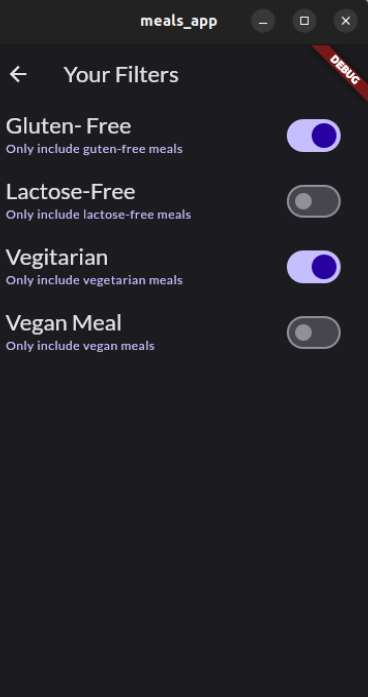 meals_app
DEBUG
Your Filters
Gluten- Free
Only include guten-free meals
Lactose-Free
Only include lactose-free meals
Vegitarian
Only include vegetarian meals
Vegan Meal
Only include vegan meals